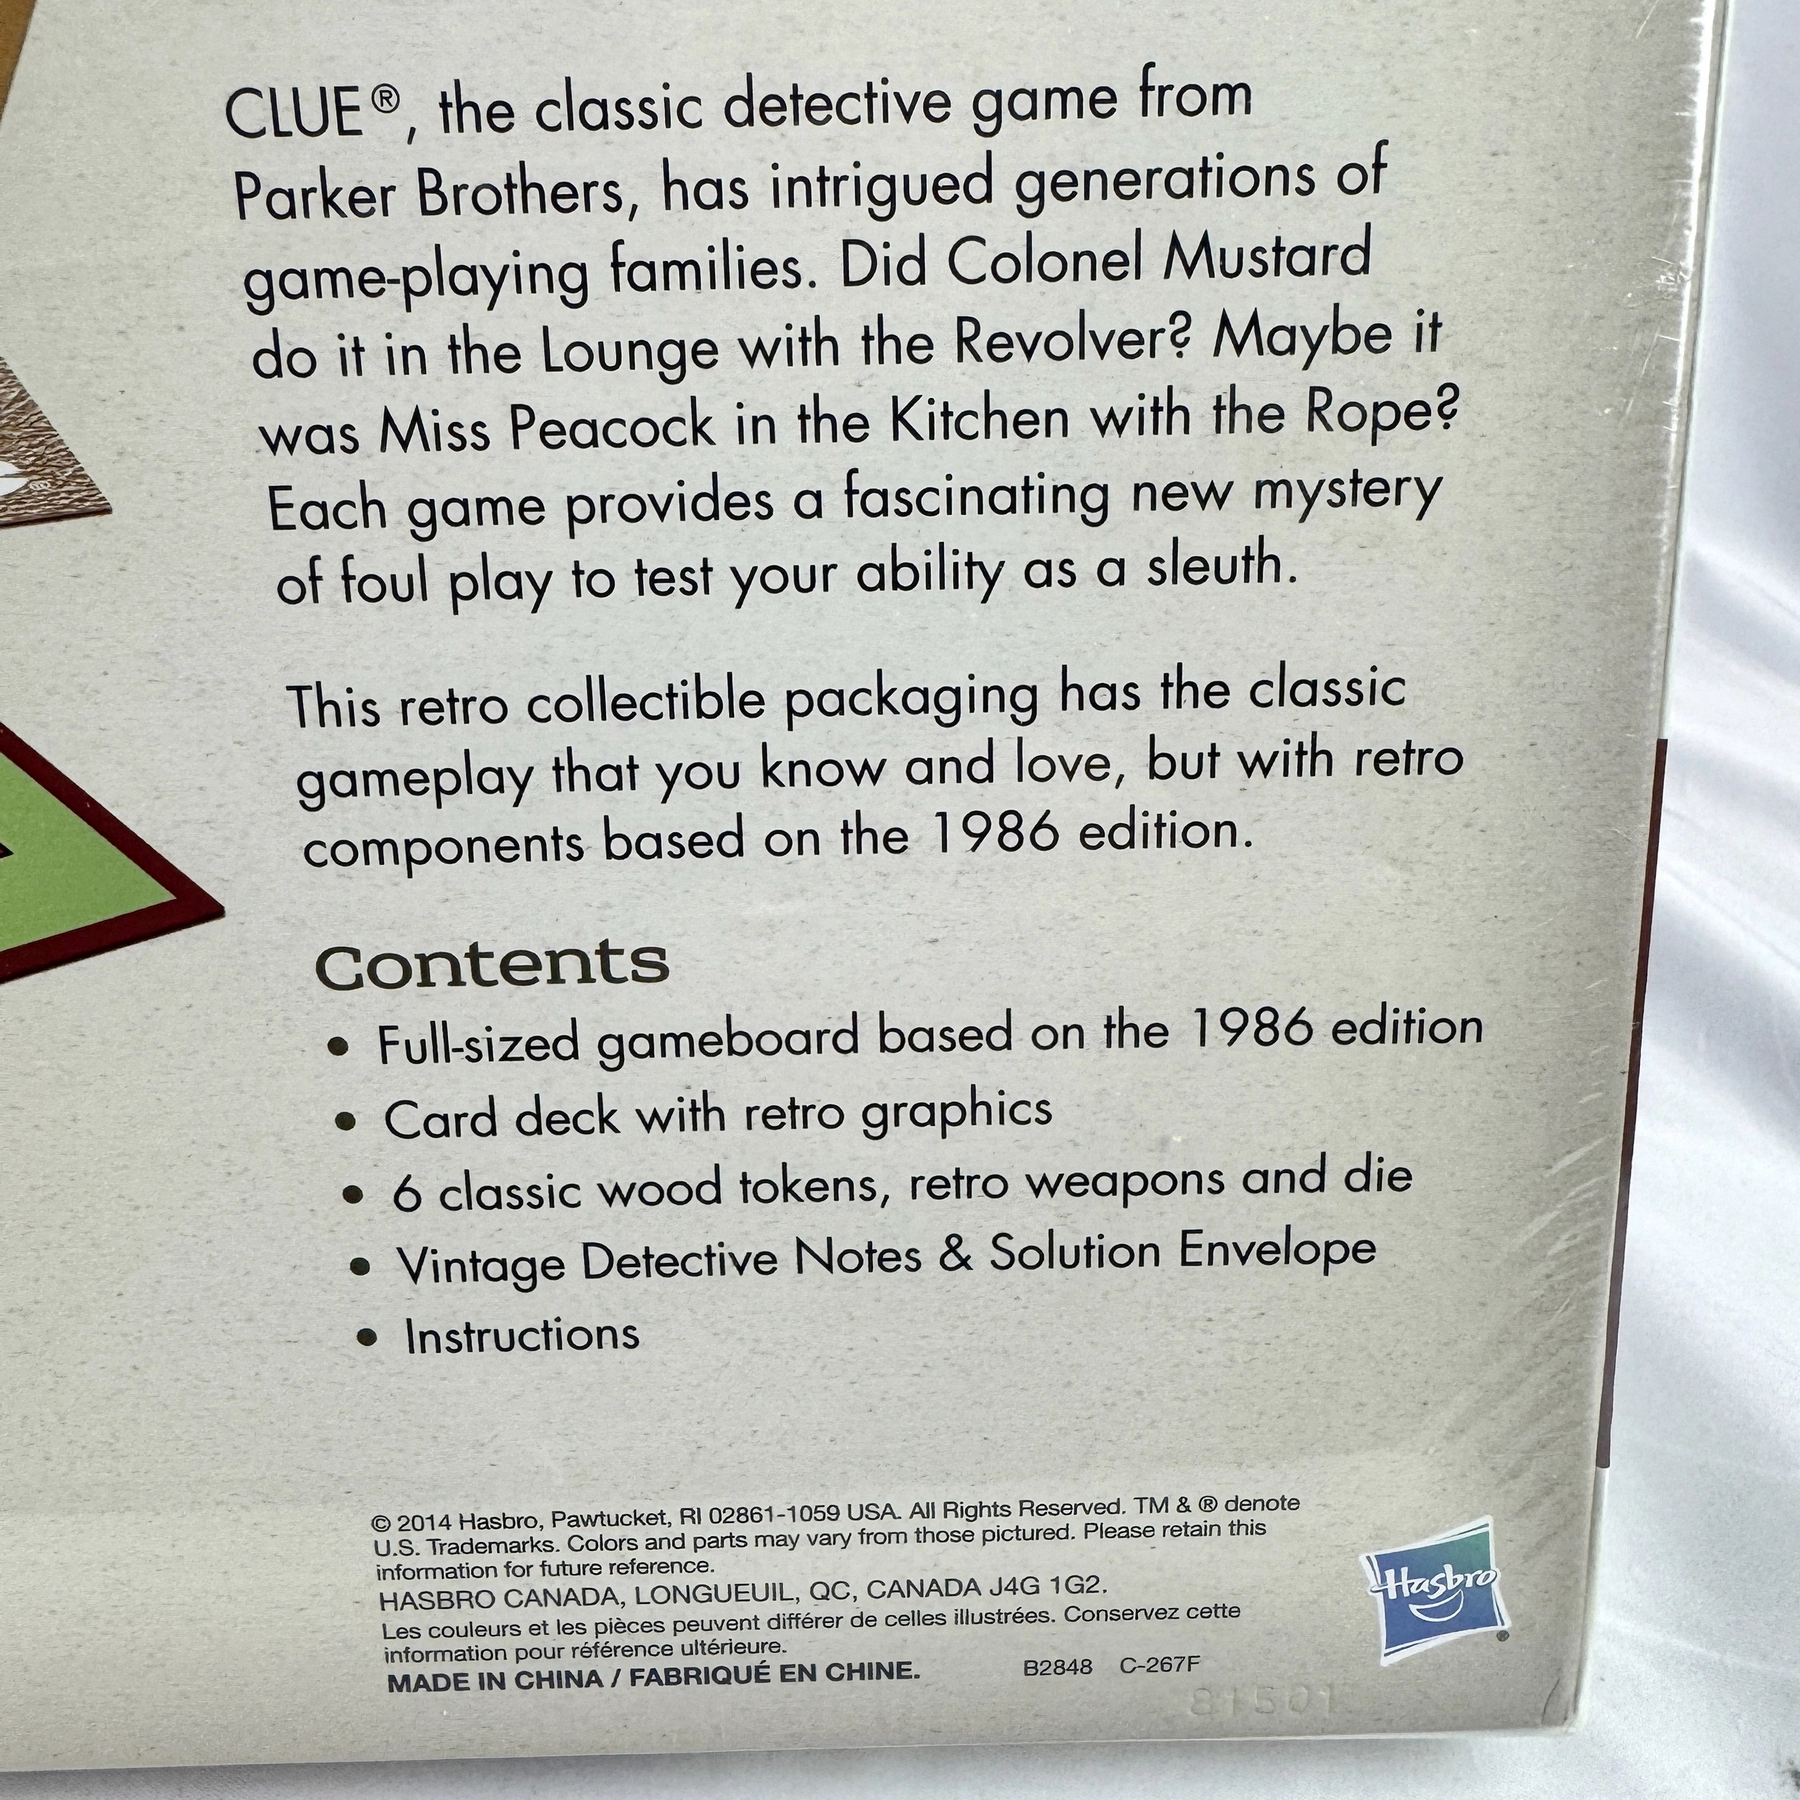 CLUE®, the classic detective game from
Parker Brothers, has intrigued generations of
game-playing families. Did Colonel Mustard
do it in the Lounge with the Revolver? Maybe it
was Miss Peacock in the Kitchen with the Rope?
Each game provides a fascinating new mystery
of foul play to test your ability as a sleuth.
This retro collectible packaging has the classic
gameplay that you know and love, but with retro
components based on the 1986 edition.
Contents
• Full-sized gameboard based on the 1986 edition
• Card deck with retro graphics
• 6 classic wood tokens, retro weapons and die
• Vintage Detective Notes & Solution Envelope
• Instructions
© 2014 Hasbro, Pawtucket, RI 02861-1059 USA. All Rights Reserved. TM & ® denote
U.S. Trademarks. Colors and parts may vary from those pictured. Please retain this
information for future reference.
HASBRO CANADA, LONGUEUIL, QC, CANADA J4G 1G2.
Les couleurs et les pièces peuvent différer de celles illustrées. Conservez cette
information pour référence ultérieure.
MADE IN CHINA / FABRIQUÉ EN CHINE. B2848 C-267F
81501
Hasbro®